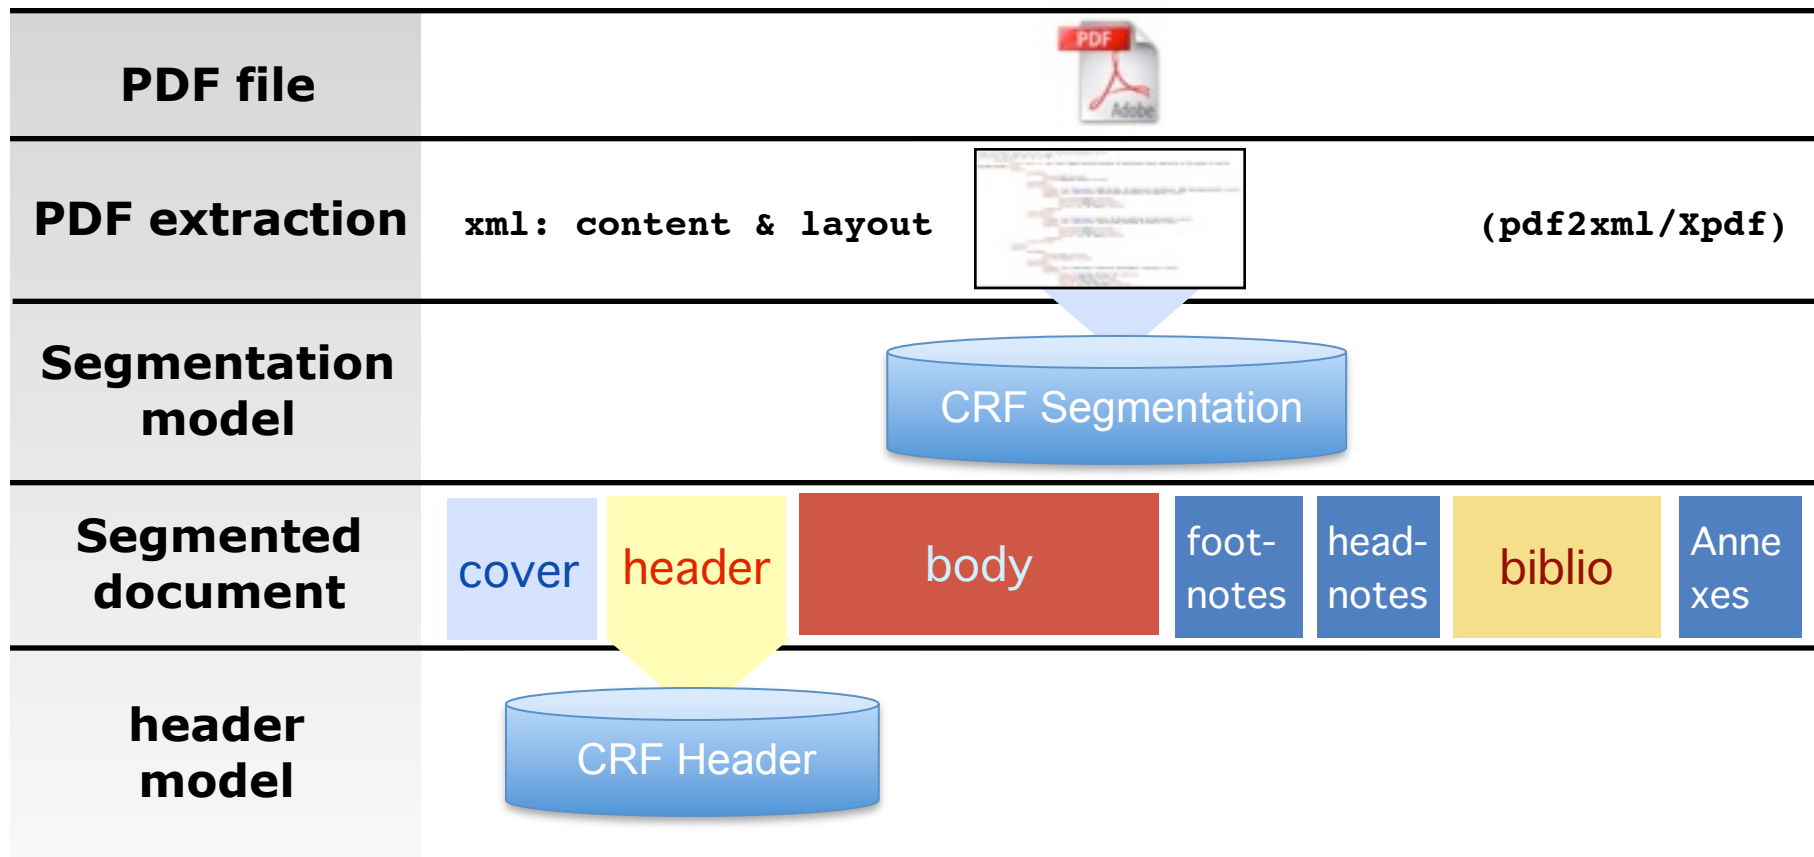 PDF file
PDF
Adobe
PDF extraction
xml: content & layout
(pdf2xml/Xpdf)
Segmentation
model
CRF Segmentation
Segmented
document
cover
header
body
foot-
notes
head-
notes
biblio
Anne
xes
header
model
CRF Header